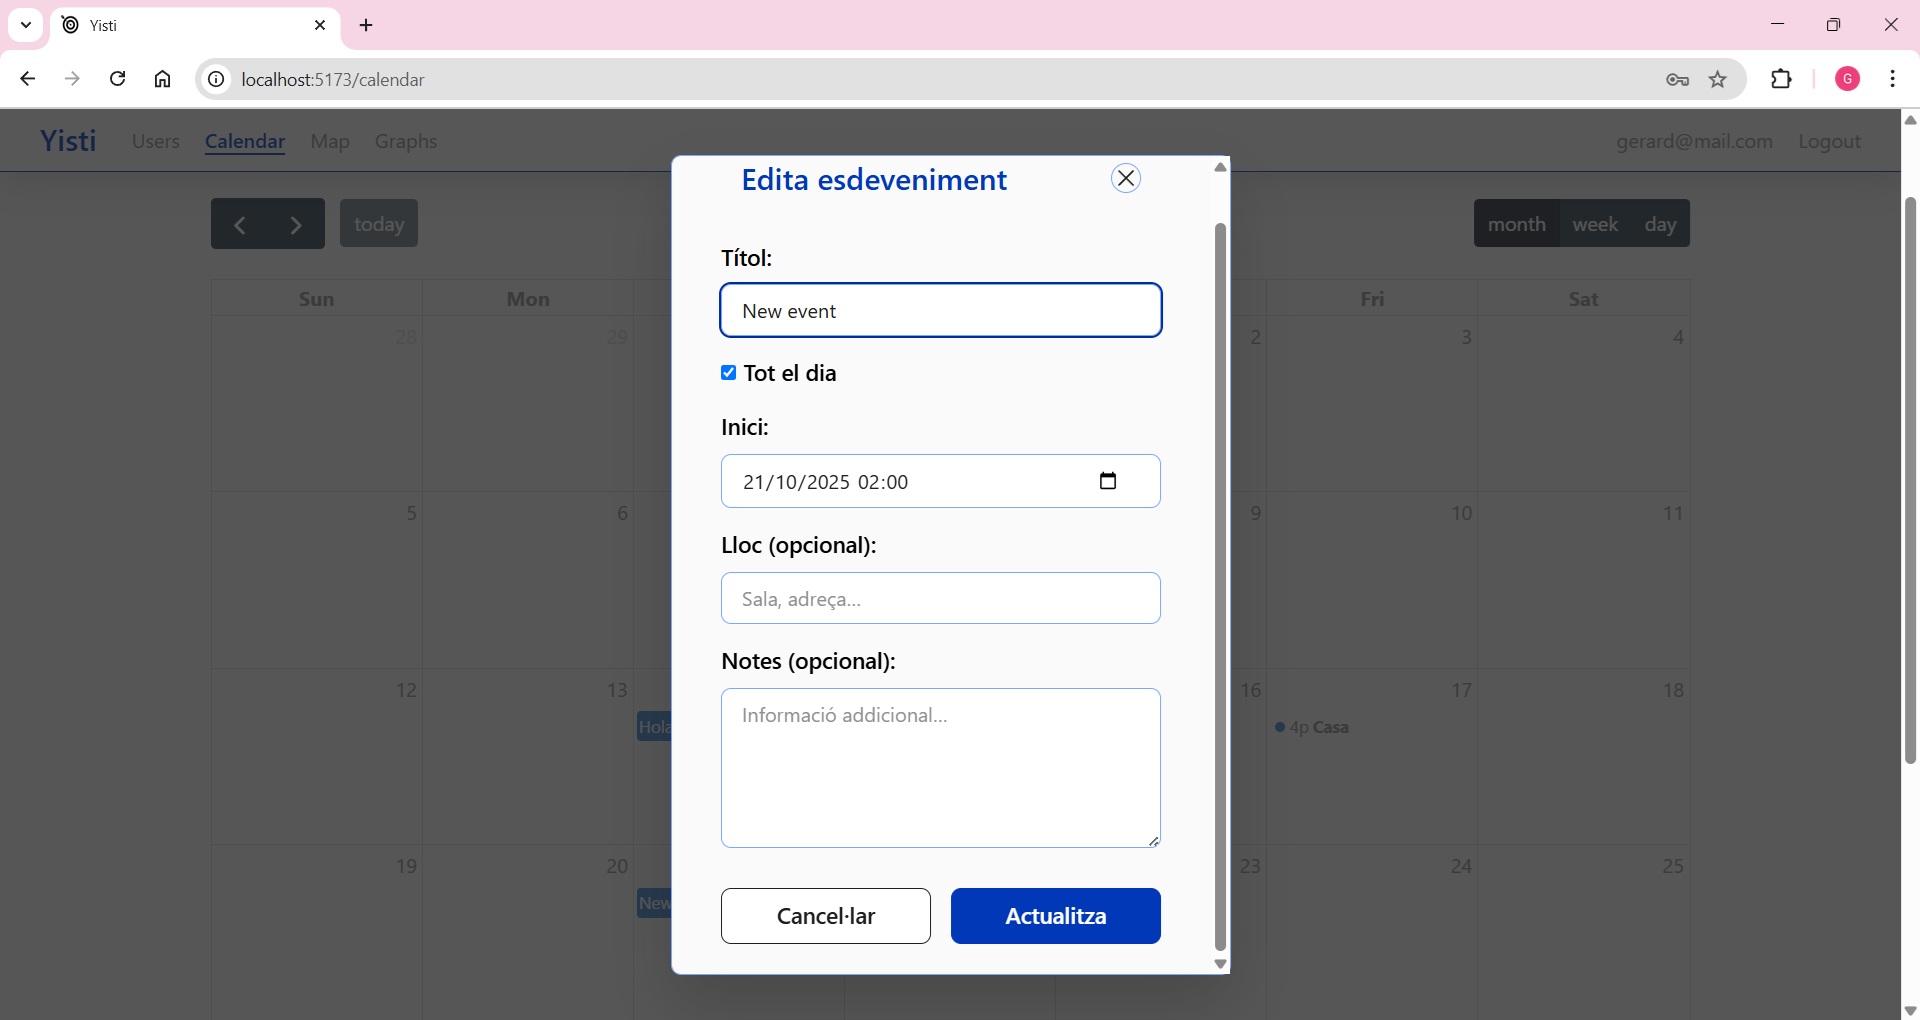 Yisti
localhost:5173/calendar
G
Yisti Users Calendar Map Graphs gerard@mail.com Logout
today
month week day
Edita esdeveniment
Sun Mon Fri Sat
28 29 2 3 4
5 6 9 10 11
12 13 16 17 18
Hola
4p Casa
19 20 23 24 25
New
Títol:
New event
Tot el dia
Inici:
21/10/2025 02:00
Lloc (opcional):
Sala, adreça...
Notes (opcional):
Informació addicional...
Cancel·lar Actualitza